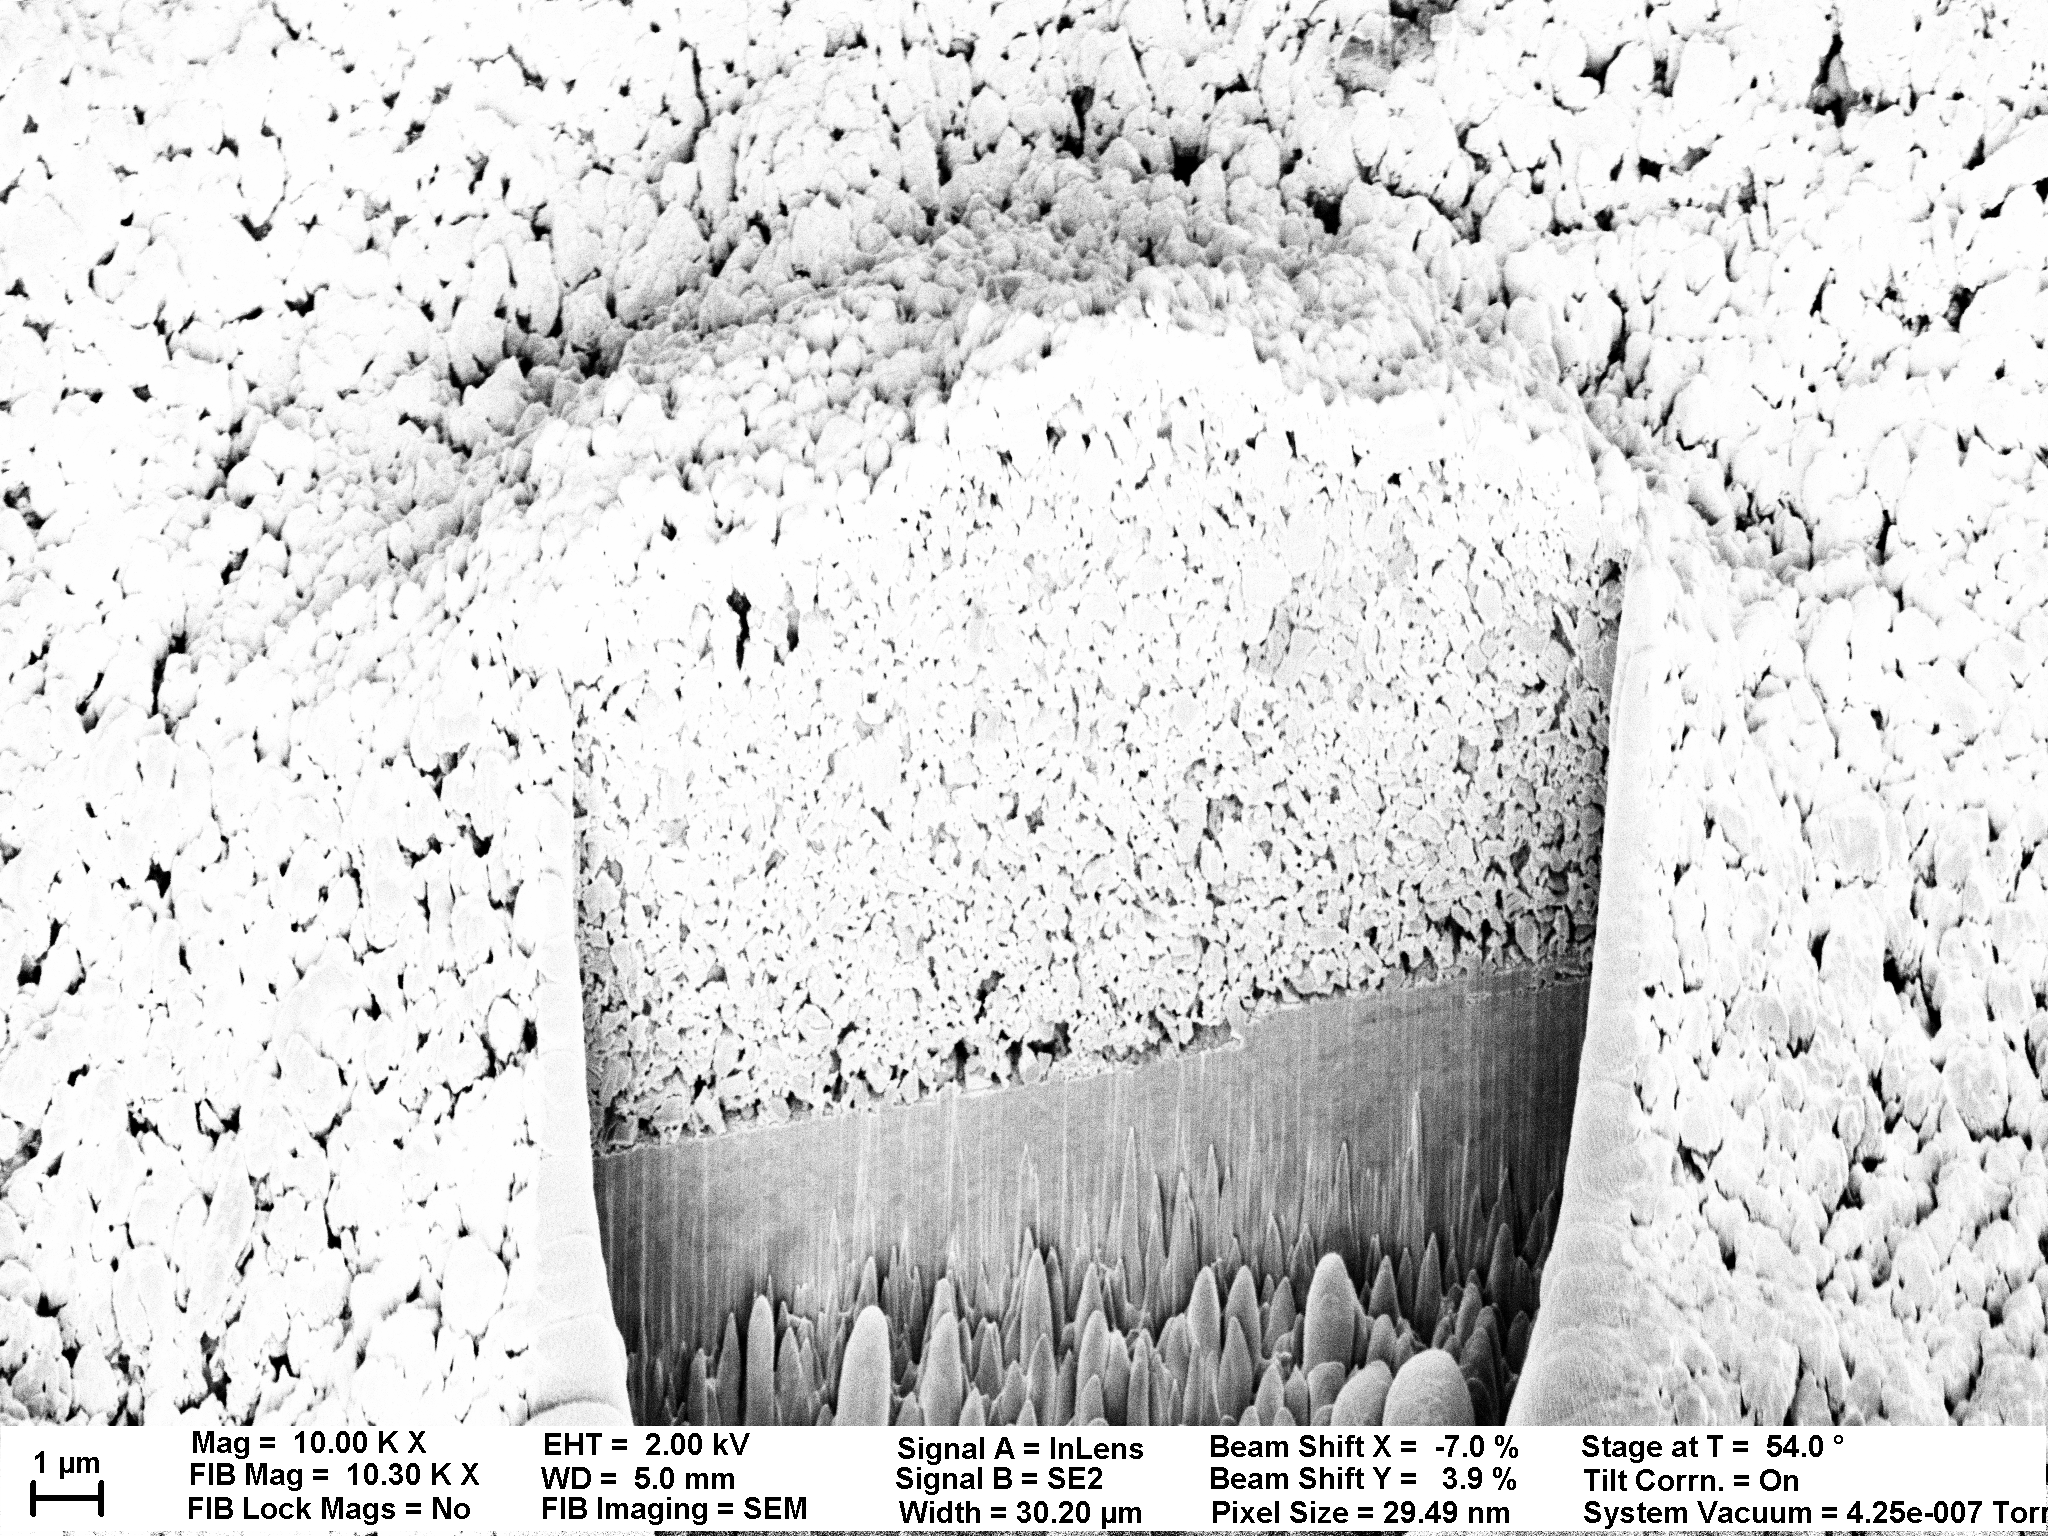 1 µm
Mag = 10.00 K X
FIB Mag = 10.30 K X
FIB Lock Mags = No
EHT = 2.00 kV
WD = 5.0 mm
FIB Imaging = SEM
Signal A = InLens
Signal B = SE2
Width = 30.20 µm
Beam Shift X = -7.0 %
Beam Shift Y = 3.9 %
Pixel Size = 29.49 nm
Stage at T = 54.0 °
Tilt Corrn. = On
System Vacuum = 4.25e-007 Torr